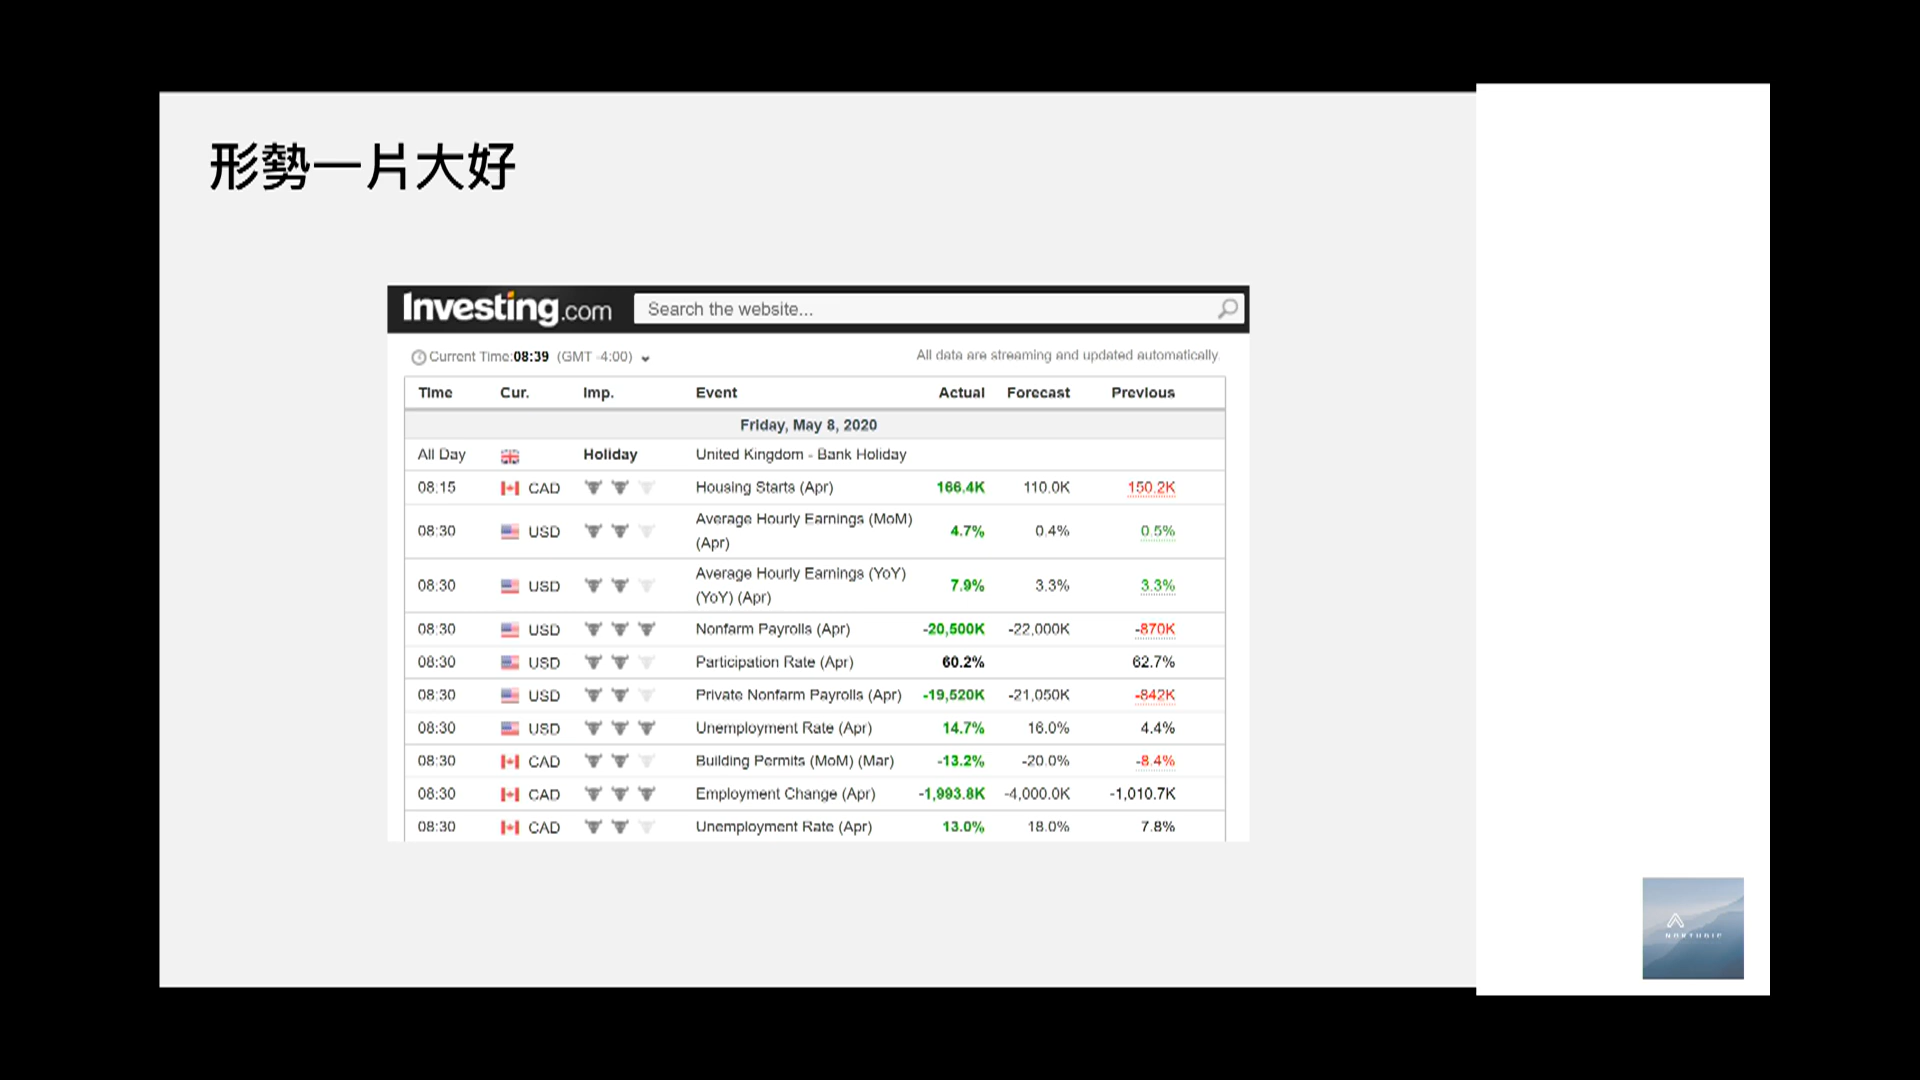 形勢一片大好
Investing.com Search the website...
Current Time:08:39 (GMT -4:00) All data are streaming and updated automatically.
Time Cur. Imp. Event Actual Forecast Previous
Friday, May 8, 2020
All Day Holiday United Kingdom - Bank Holiday
08:15 CAD Housing Starts (Apr) 166.4K 110.0K 150.2K
08:30 USD Average Hourly Earnings (MoM) 4.7% 0.4% 0.5%
(Apr)
08:30 USD Average Hourly Earnings (YoY) 7.9% 3.3% 3.3%
(YoY) (Apr)
08:30 USD Nonfarm Payrolls (Apr) -20,500K -22,000K -870K
08:30 USD Participation Rate (Apr) 60.2% 62.7%
08:30 USD Private Nonfarm Payrolls (Apr) -19,520K -21,050K -842K
08:30 USD Unemployment Rate (Apr) 14.7% 16.0% 4.4%
08:30 CAD Building Permits (MoM) (Mar) -13.2% -20.0% -8.4%
08:30 CAD Employment Change (Apr) -1,993.8K -4,000.0K -1,010.7K
08:30 CAD Unemployment Rate (Apr) 13.0% 18.0% 7.8%